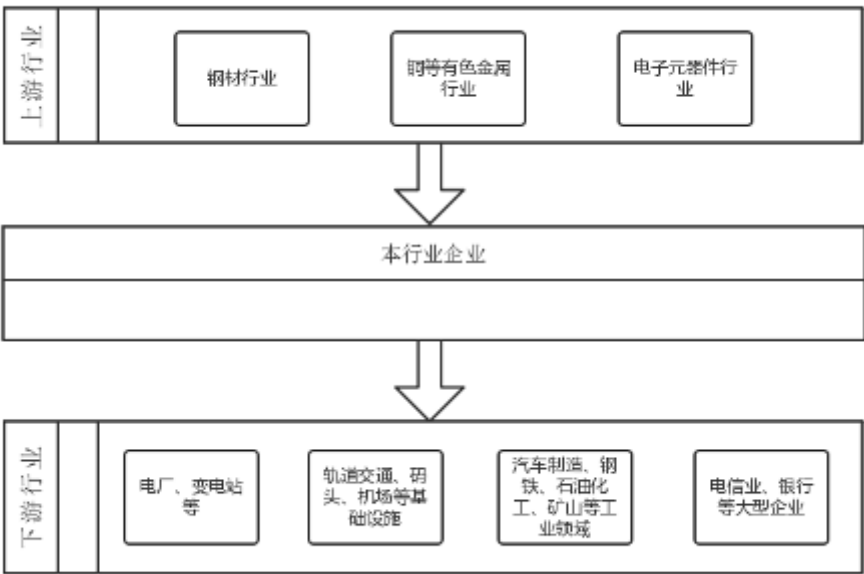 上游行业
钢材行业
铜等有色金属
行业
电子元器件行
业
本行业企业
下游行业
电厂、变电站
等
轨道交通、码
头、机场等基
础设施
汽车制造、钢
铁、石油化
工、矿山等工
业领域
电信业、银行
等大型企业